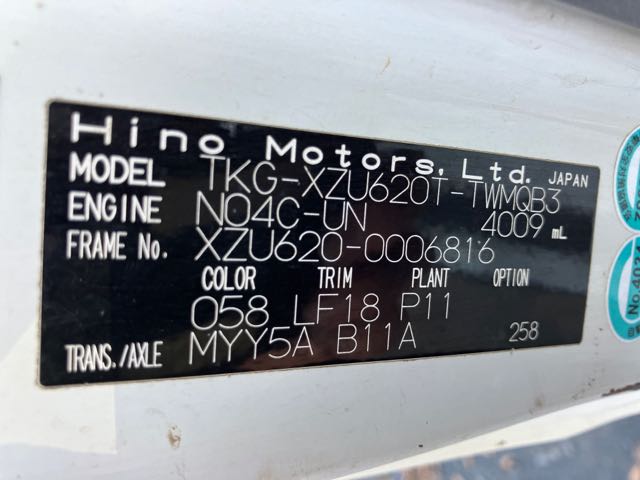 Hino Motors, Ltd. JAPAN
MODEL TKG-XZU620T-TWMQB3
ENGINE N04C-UN 4009 mL
FRAME No. XZU620-0006816
COLOR TRIM PLANT OPTION
058 LF18 P11
TRANS./AXLE MYY5A B11A 258